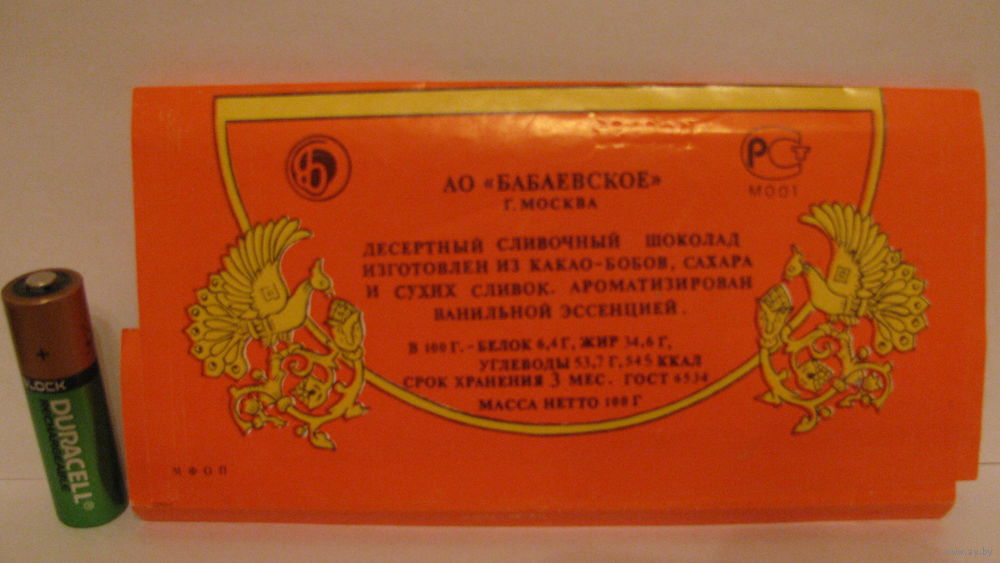 АО «БАБАЕВСКОЕ»
Г. МОСКВА
РСТ
М001
ДЕСЕРТНЫЙ СЛИВОЧНЫЙ ШОКОЛАД
ИЗГОТОВЛЕН ИЗ КАКАО-БОБОВ, САХАРА
И СУХИХ СЛИВОК. АРОМАТИЗИРОВАН
ВАНИЛЬНОЙ ЭССЕНЦИЕЙ.
В 100 Г. - БЕЛОК 6,4 Г, ЖИР 34,6 Г,
УГЛЕВОДЫ 53,7 Г, 545 ККАЛ
СРОК ХРАНЕНИЯ 3 МЕС. ГОСТ 6534
МАССА НЕТТО 100 Г
МФОП
LOCK
DURACELL®